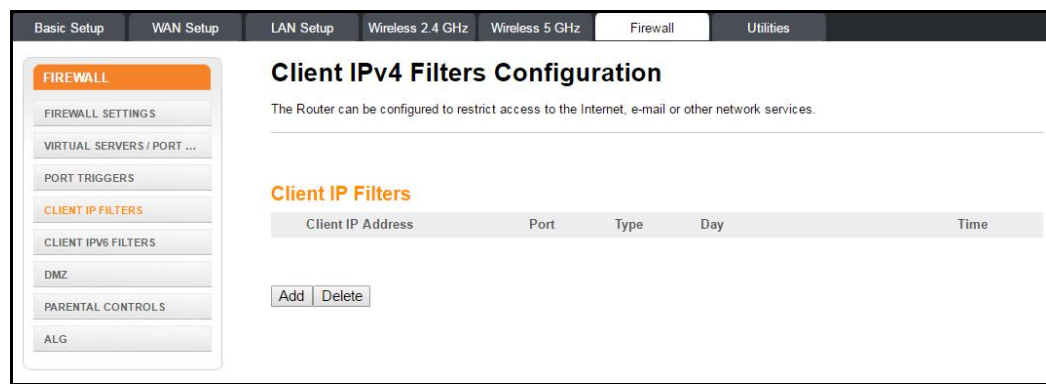 Basic Setup WAN Setup LAN Setup Wireless 2.4 GHz Wireless 5 GHz Firewall Utilities
FIREWALL
FIREWALL SETTINGS
VIRTUAL SERVERS / PORT ...
PORT TRIGGERS
CLIENT IP FILTERS
CLIENT IPV6 FILTERS
DMZ
PARENTAL CONTROLS
ALG
Client IPv4 Filters Configuration
The Router can be configured to restrict access to the Internet, e-mail or other network services.
Client IP Filters
Client IP Address Port Type Day Time
Add Delete